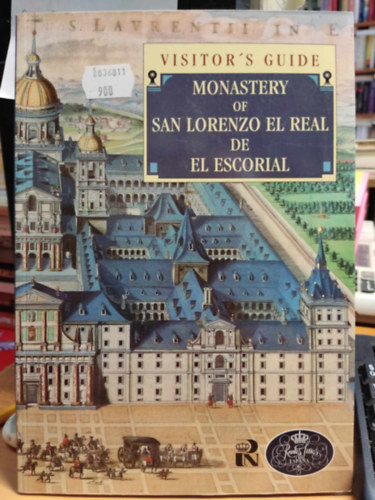 S. LAVRENTII IN E
VISITOR´S GUIDE
MONASTERY
OF
SAN LORENZO EL REAL
DE
EL ESCORIAL
900